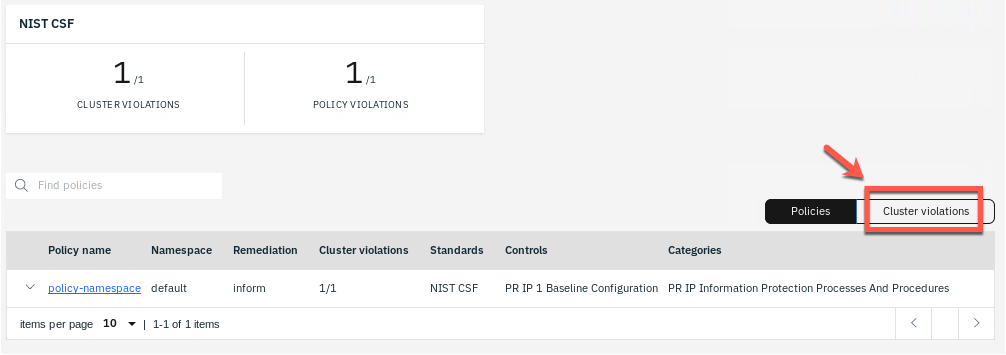 NIST CSF
1 /1 1 /1
CLUSTER VIOLATIONS POLICY VIOLATIONS
Find policies
Policies Cluster violations
Policy name Namespace Remediation Cluster violations Standards Controls Categories
policy-namespace default inform 1/1 NIST CSF PR IP 1 Baseline Configuration PR IP Information Protection Processes And Procedures
items per page 10 | 1-1 of 1 items